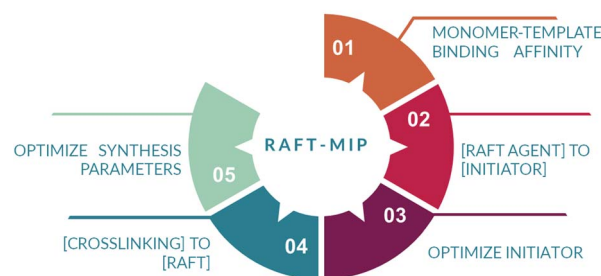 01
MONOMER-TEMPLATE
BINDING AFFINITY
02
[RAFT AGENT] TO
[INITIATOR]
03
OPTIMIZE INITIATOR
04
[CROSSLINKING] TO
[RAFT]
05
OPTIMIZE SYNTHESIS
PARAMETERS
RAFT-MIP